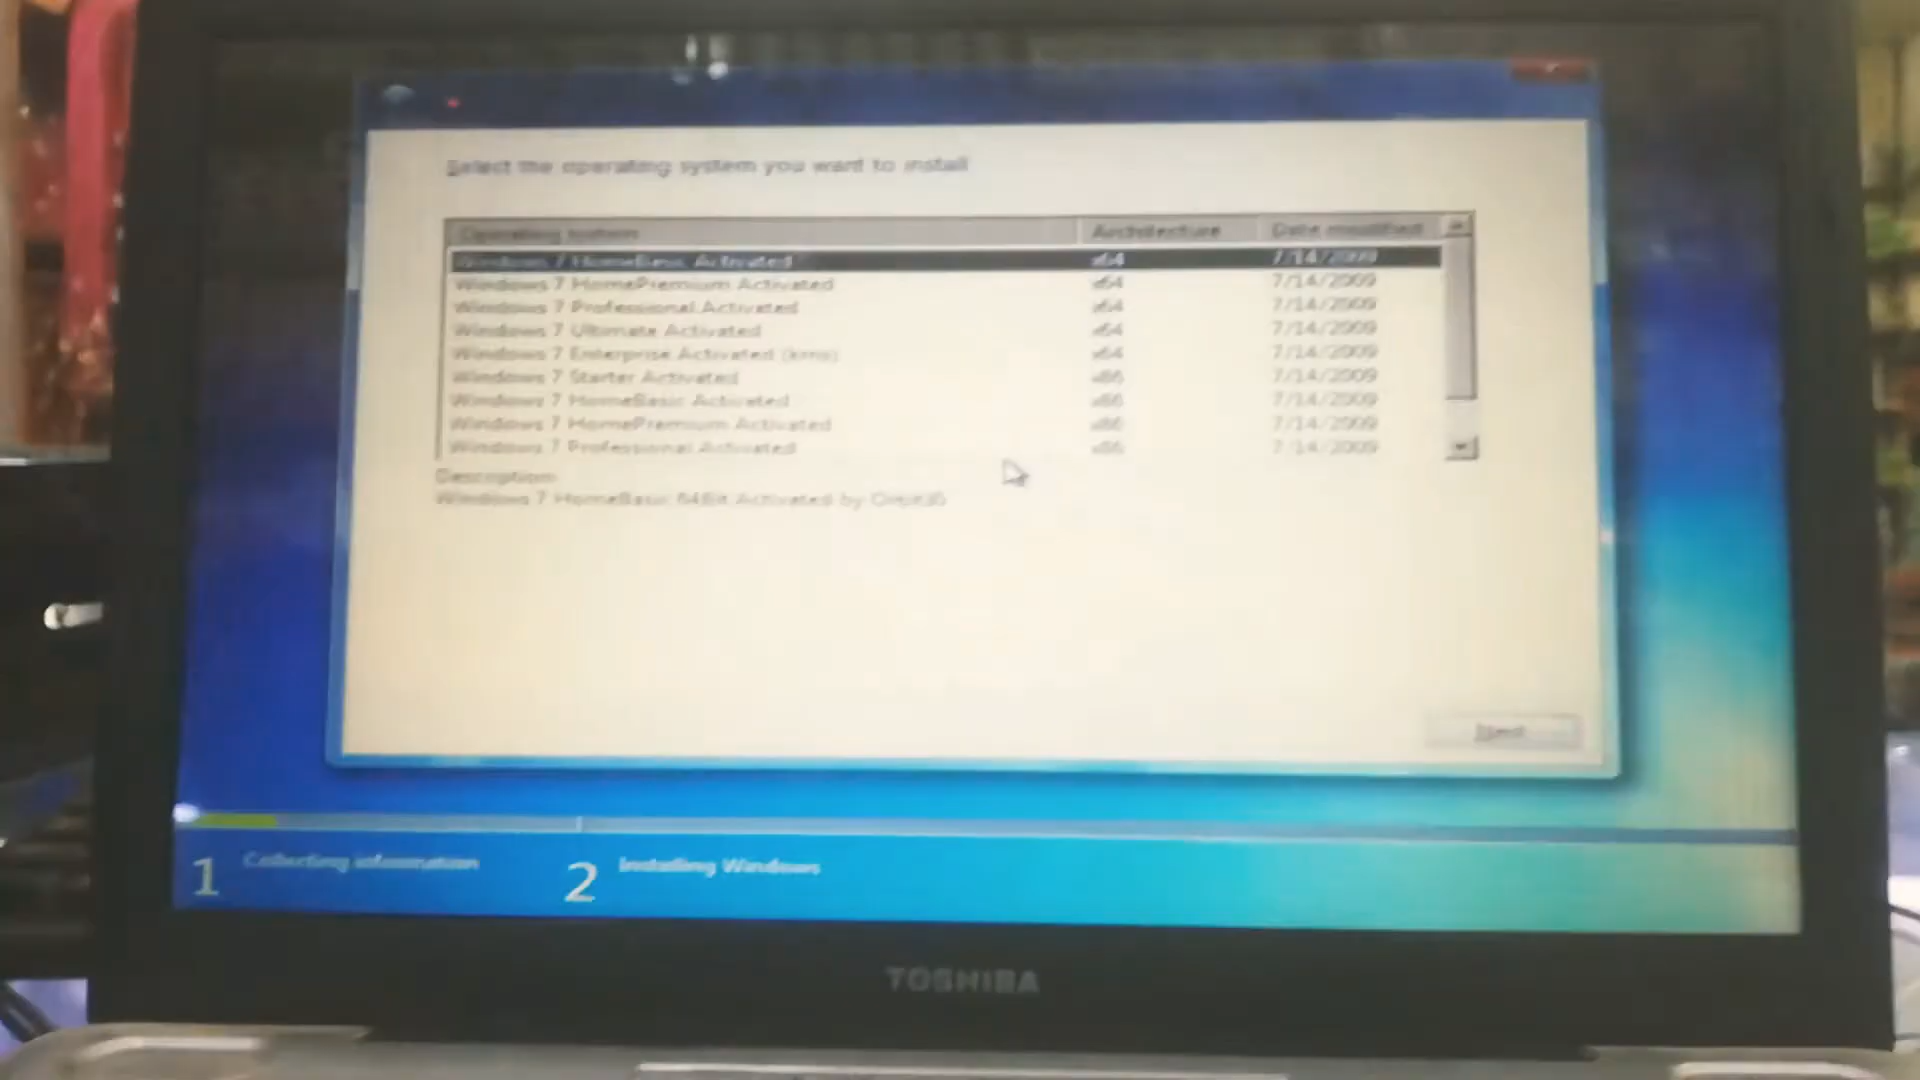 Select the operating system you want to install
Operating system Architecture Date modified
Windows 7 HomeBasic Activated x64 7/14/2009
Windows 7 HomePremium Activated x64 7/14/2009
Windows 7 Professional Activated x64 7/14/2009
Windows 7 Ultimate Activated x64 7/14/2009
Windows 7 Enterprise Activated (kms) x64 7/14/2009
Windows 7 Starter Activated x86 7/14/2009
Windows 7 HomeBasic Activated x86 7/14/2009
Windows 7 HomePremium Activated x86 7/14/2009
Windows 7 Professional Activated x86 7/14/2009
Description
Windows 7 HomeBasic 64Bit Activated by
Next
1 Collecting information 2 Installing Windows
TOSHIBA